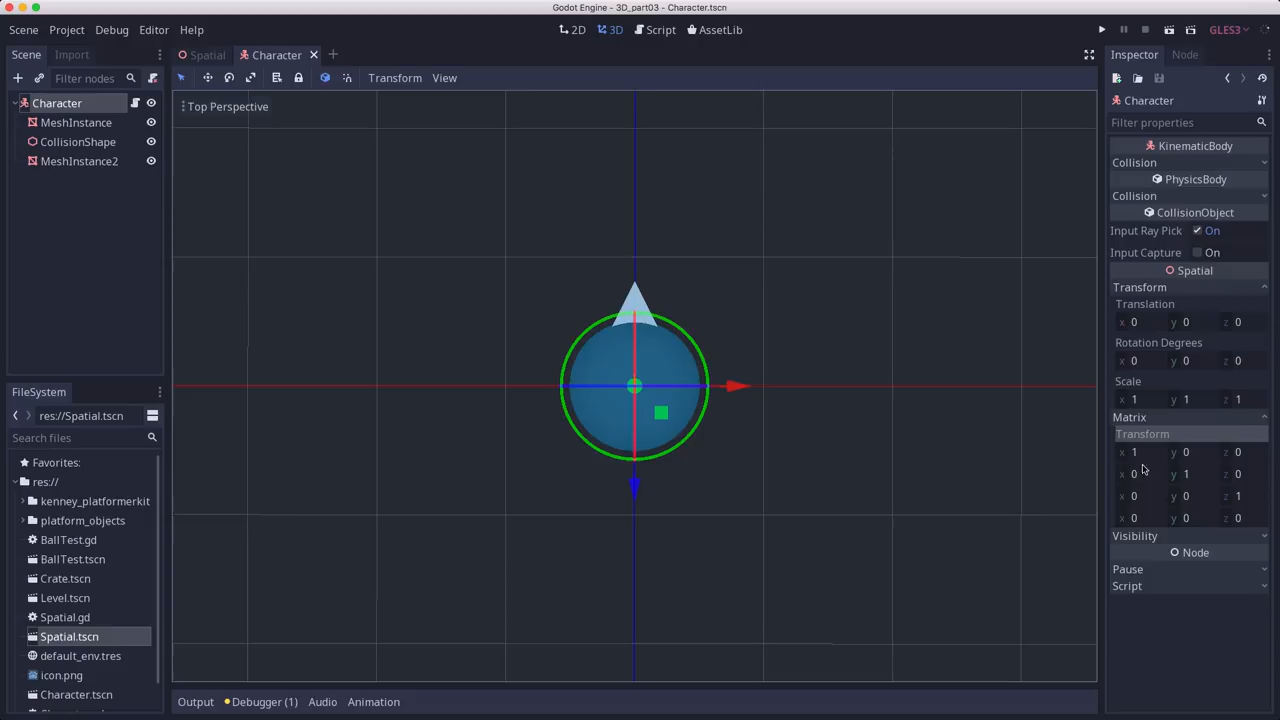 Godot Engine - 3D_part03 - Character.tscn
Scene Project Debug Editor Help
2D 3D Script AssetLib
GLES3
Scene Import
Filter nodes
Character
MeshInstance
CollisionShape
MeshInstance2
FileSystem
res://Spatial.tscn
Search files
Favorites:
res://
kenney_platformerkit
platform_objects
BallTest.gd
BallTest.tscn
Crate.tscn
Level.tscn
Spatial.gd
Spatial.tscn
default_env.tres
icon.png
Character.tscn
Spatial Character
Transform View
Top Perspective
Output Debugger (1) Audio Animation
Inspector Node
Character
Filter properties
KinematicBody
Collision
PhysicsBody
Collision
CollisionObject
Input Ray Pick On
Input Capture On
Spatial
Transform
Translation
x 0 y 0 z 0
Rotation Degrees
x 0 y 0 z 0
Scale
x 1 y 1 z 1
Matrix
Transform
x 1 y 0 z 0
x 0 y 1 z 0
x 0 y 0 z 1
x 0 y 0 z 0
Visibility
Node
Pause
Script